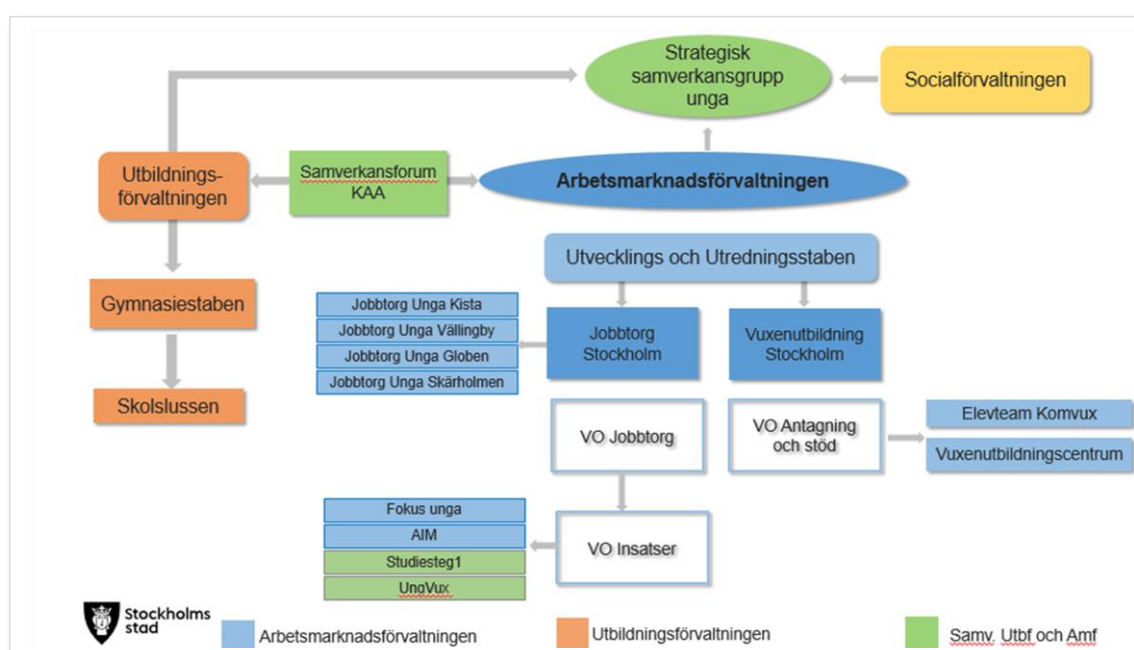 Strategisk
samverkansgrupp
unga
Socialförvaltningen
Utbildnings-
förvaltningen
Samverkansforum
KAA
Arbetsmarknadsförvaltningen
Utvecklings och Utredningsstaben
Gymnasiestaben
Jobbtorg Unga Kista
Jobbtorg Unga Vällingby
Jobbtorg Unga Globen
Jobbtorg Unga Skärholmen
Jobbtorg
Stockholm
Vuxenutbildning
Stockholm
Skolslussen
VO Jobbtorg
VO Antagning
och stöd
Elevteam Komvux
Vuxenutbildningscentrum
Fokus unga
AIM
Studiesteg1
UngVux
VO Insatser
Stockholms
stad
Arbetsmarknadsförvaltningen
Utbildningsförvaltningen
Samv. Utbf och Amf